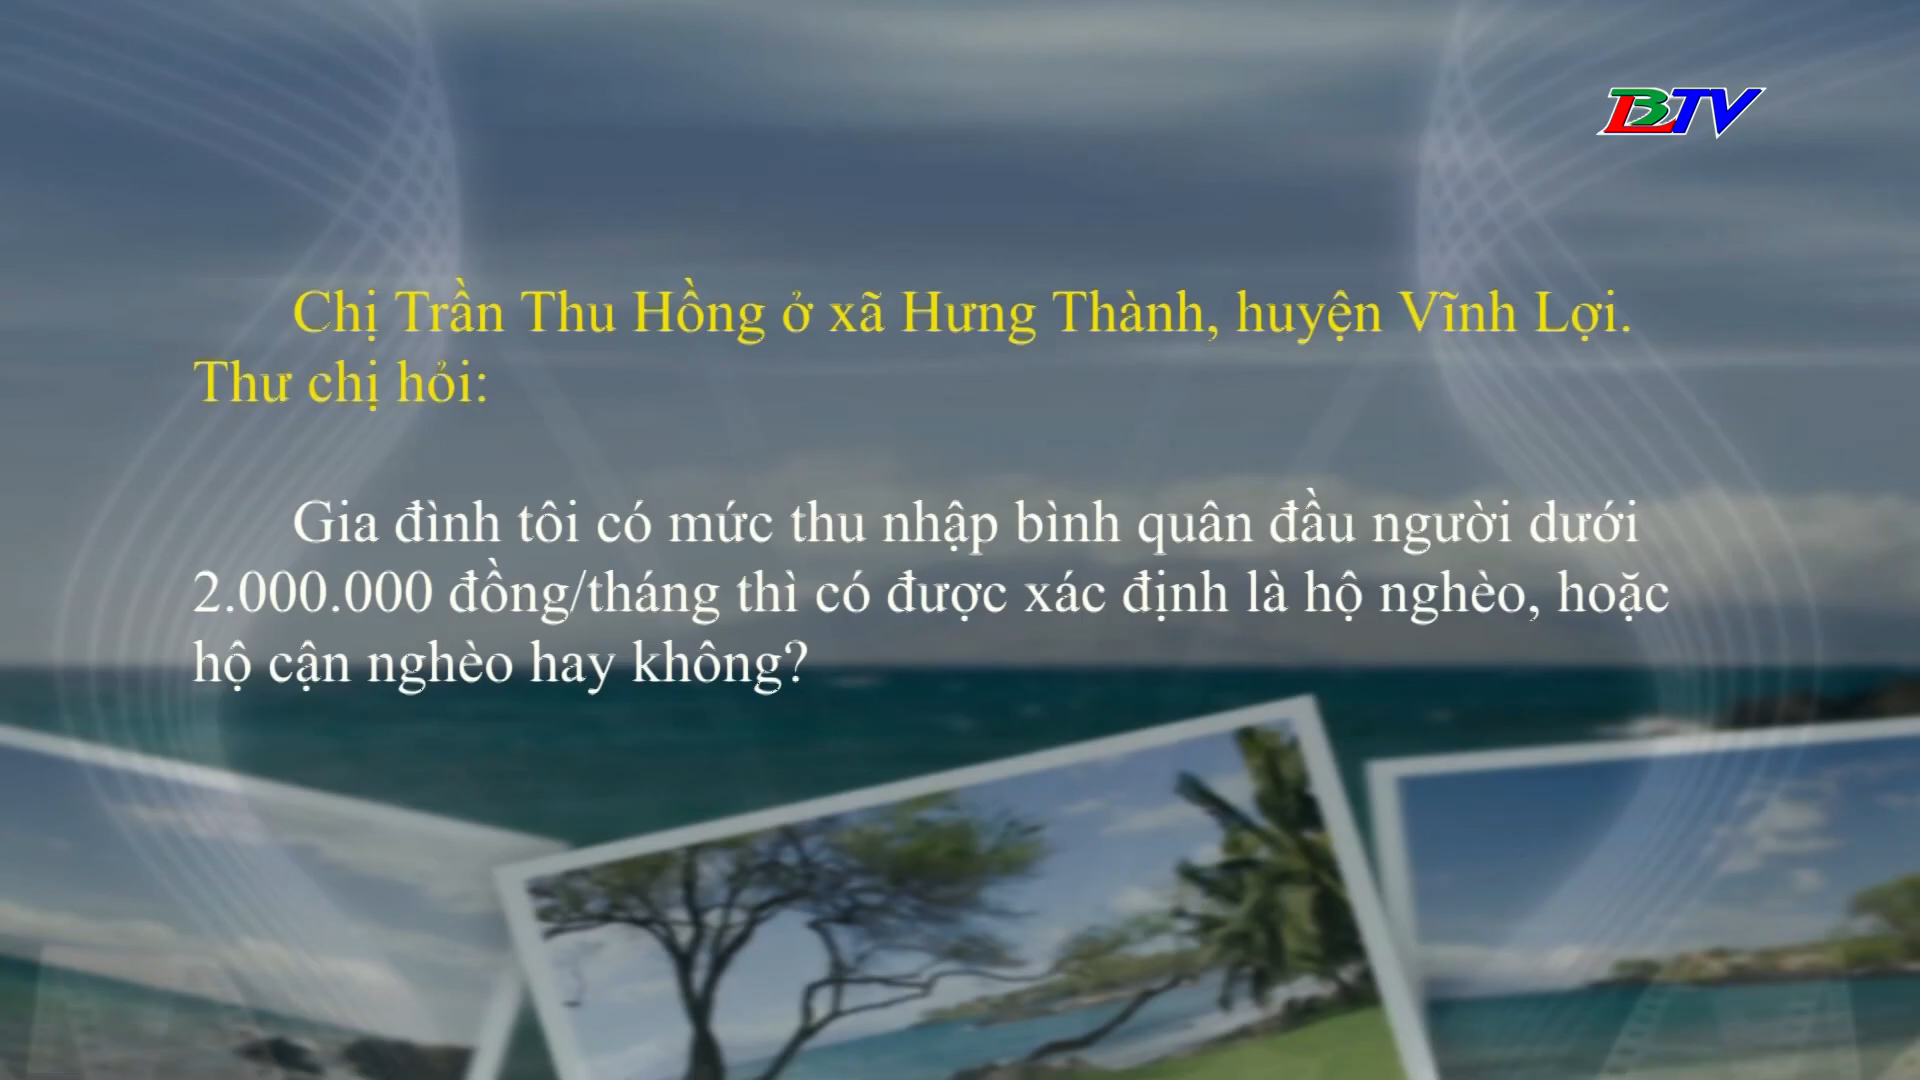 BTV
Chị Trần Thu Hồng ở xã Hưng Thành, huyện Vĩnh Lợi.
Thư chị hỏi:
Gia đình tôi có mức thu nhập bình quân đầu người dưới
2.000.000 đồng/tháng thì có được xác định là hộ nghèo, hoặc
hộ cận nghèo hay không?